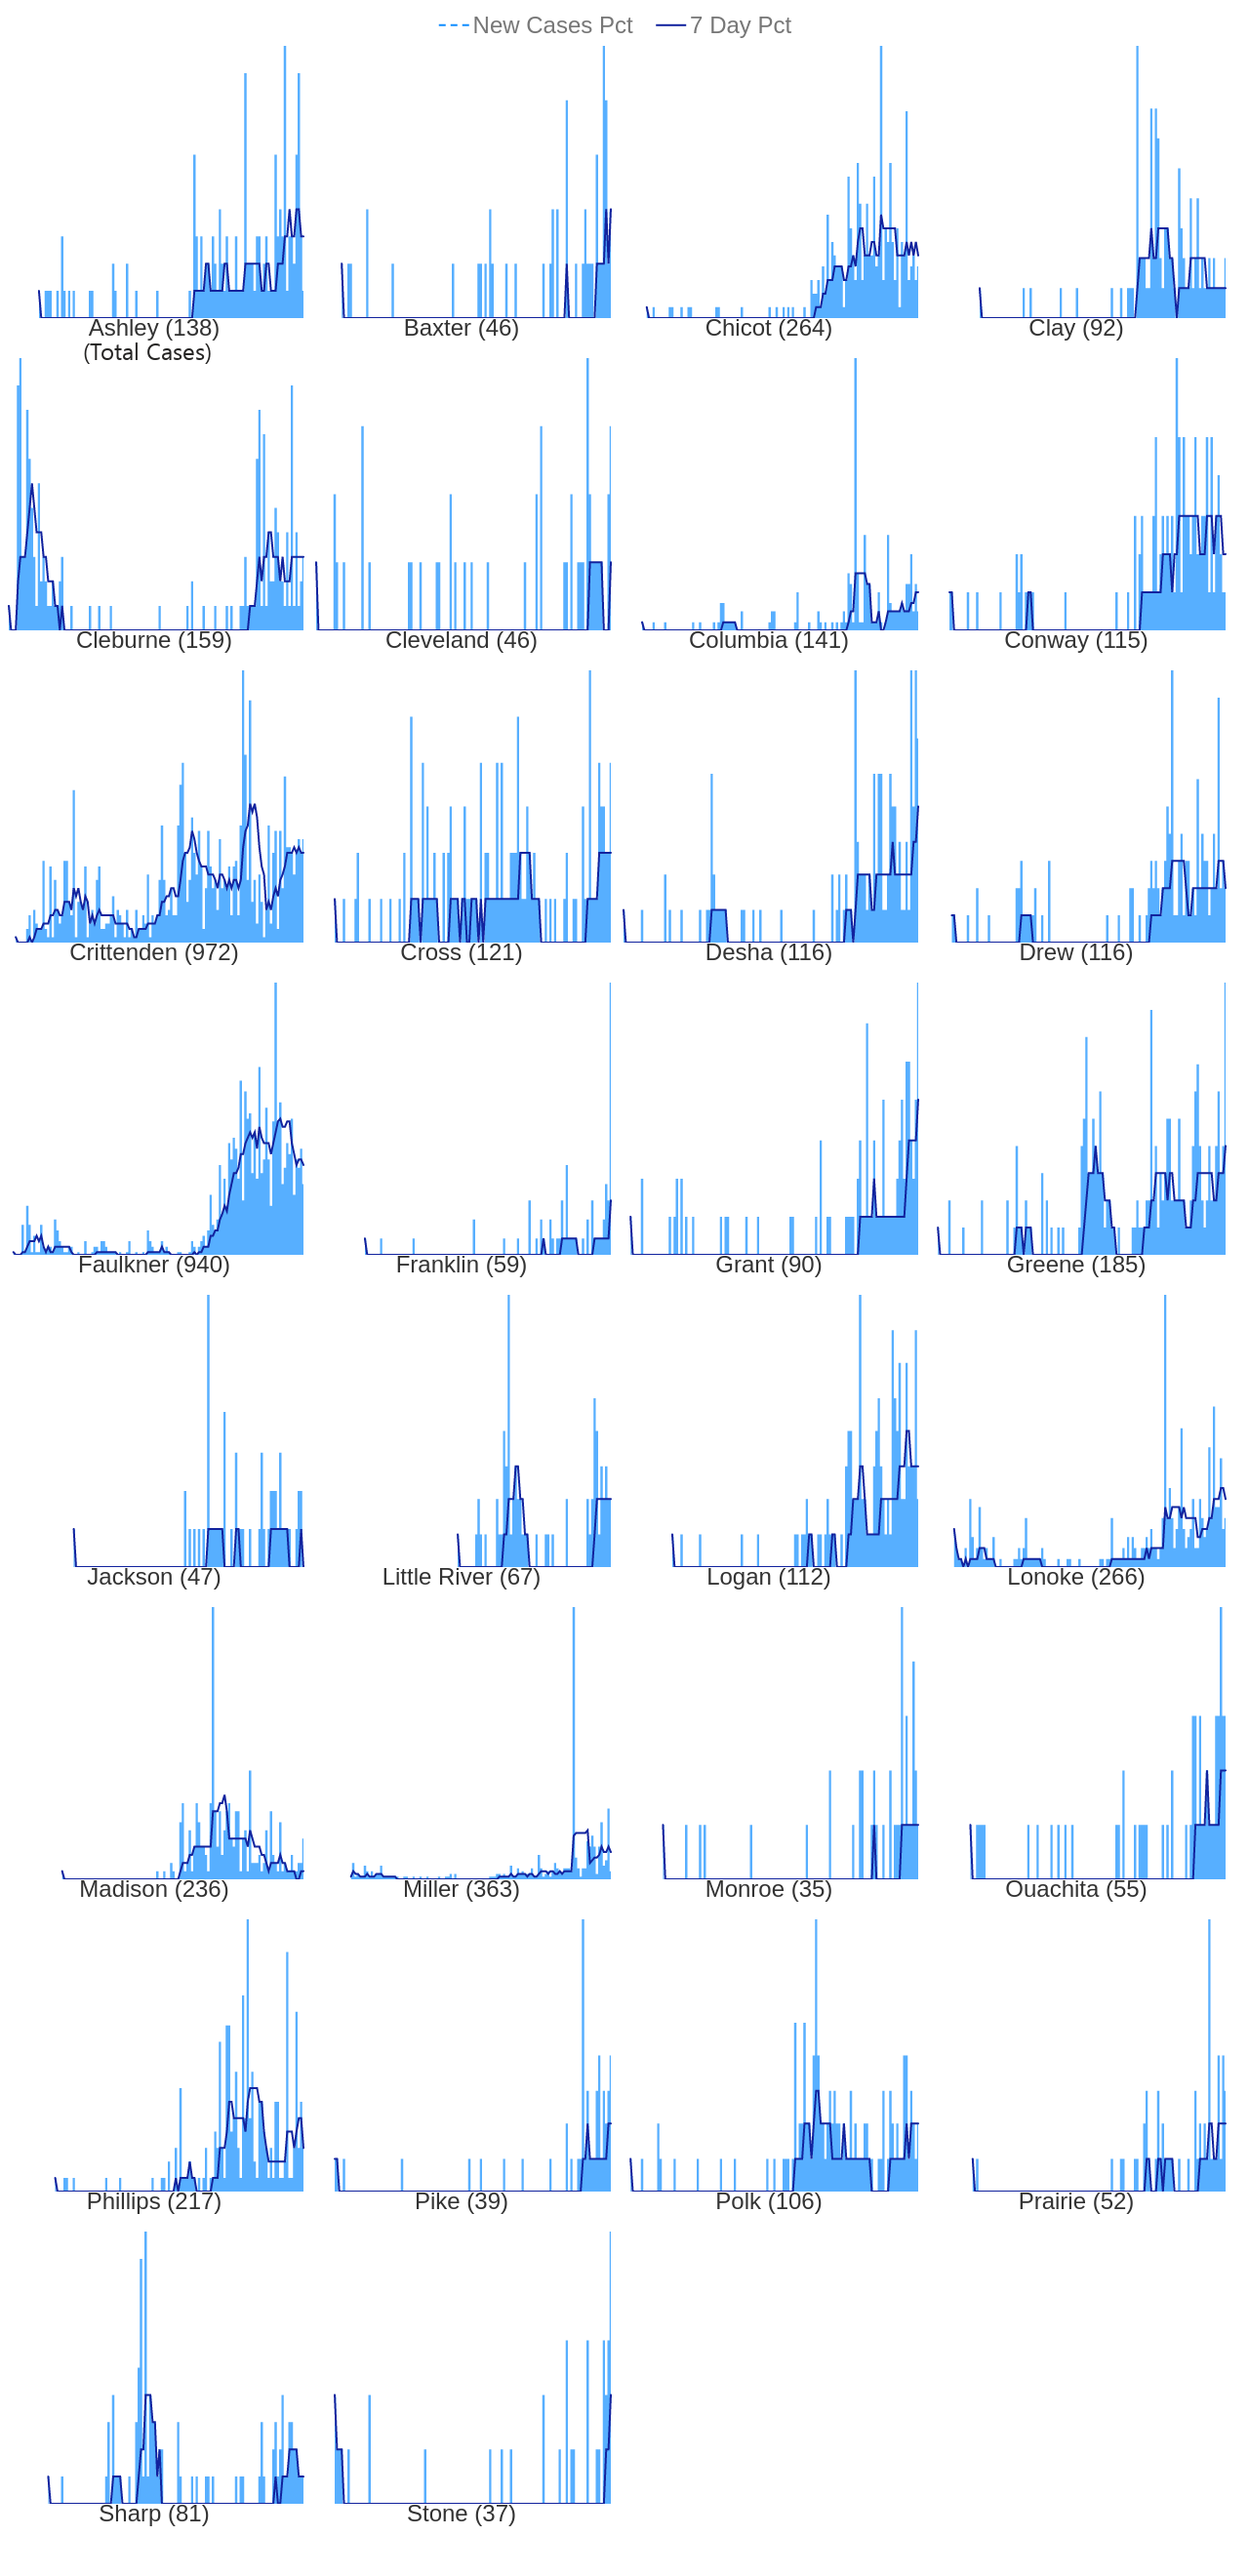 New Cases Pct 7 Day Pct
Ashley (138) Baxter (46) Chicot (264) Clay (92)
(Total Cases)
Cleburne (159) Cleveland (46) Columbia (141) Conway (115)
Crittenden (972) Cross (121) Desha (116) Drew (116)
Faulkner (940) Franklin (59) Grant (90) Greene (185)
Jackson (47) Little River (67) Logan (112) Lonoke (266)
Madison (236) Miller (363) Monroe (35) Ouachita (55)
Phillips (217) Pike (39) Polk (106) Prairie (52)
Sharp (81) Stone (37)